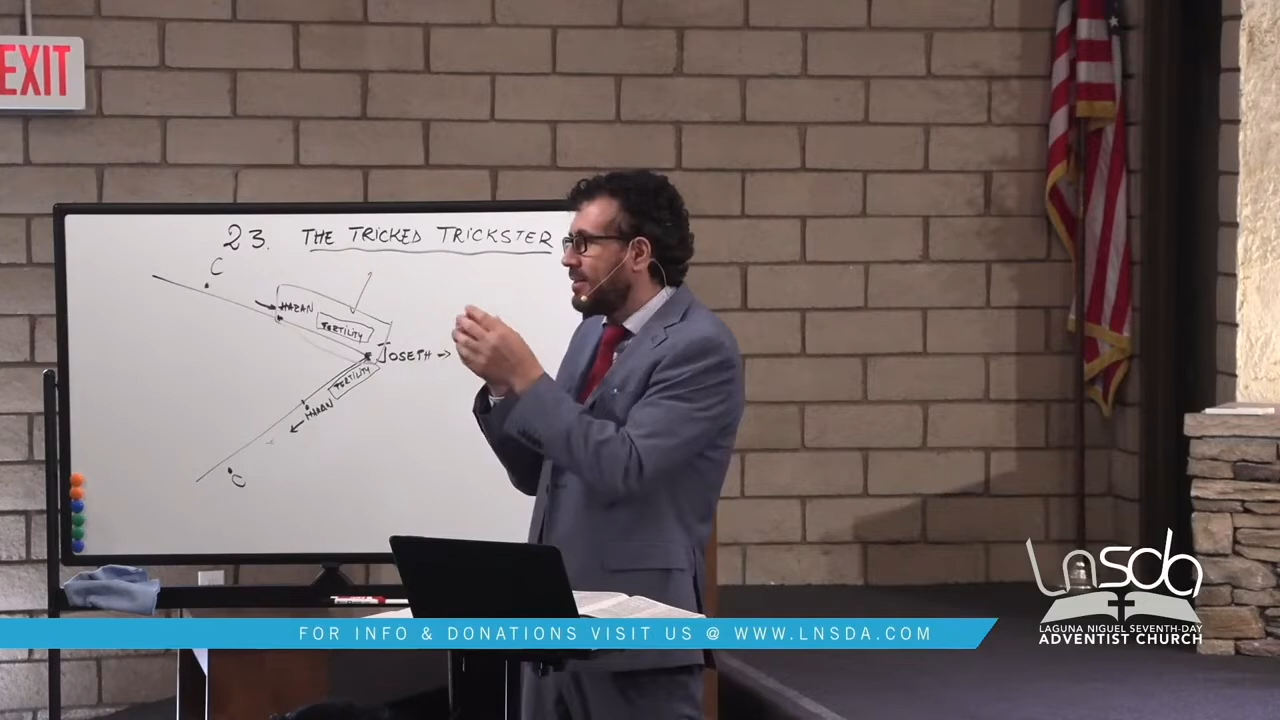 EXIT
23. THE TRICKED TRICKSTER
C
HARAN
FERTILITY
JOSEPH →
FERTILITY
HARAN
C
FOR INFO & DONATIONS VISIT US @ WWW.LNSDA.COM
LNSDA
LAGUNA NIGUEL SEVENTH-DAY
ADVENTIST CHURCH